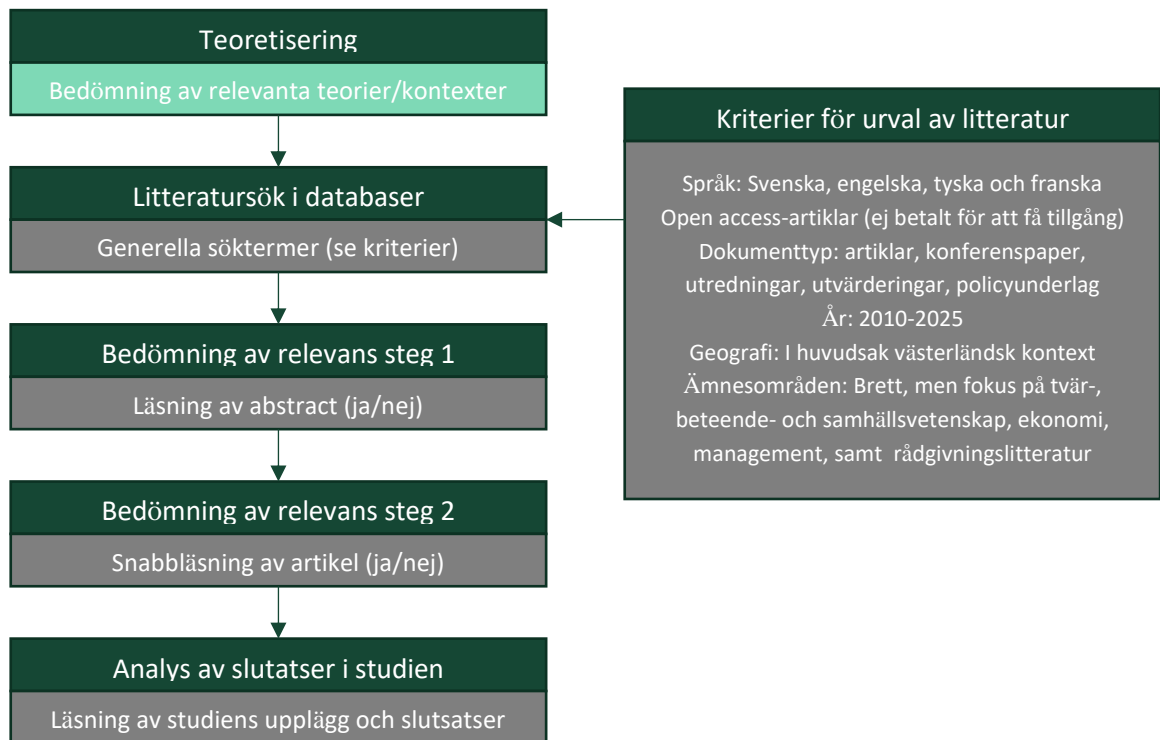 Teoretisering
Bedömning av relevanta teorier/kontexter
Litteratursök i databaser
Generella söktermer (se kriterier)
Bedömning av relevans steg 1
Läsning av abstract (ja/nej)
Bedömning av relevans steg 2
Snabbläsning av artikel (ja/nej)
Analys av slutatser i studien
Läsning av studiens upplägg och slutsatser
Kriterier för urval av litteratur
Språk: Svenska, engelska, tyska och franska
Open access-artiklar (ej betalt för att få tillgång)
Dokumenttyp: artiklar, konferenspaper,
utredningar, utvärderingar, policyunderlag
År: 2010-2025
Geografi: I huvudsak västerländsk kontext
Ämnesområden: Brett, men fokus på tvär-,
beteende- och samhällsvetenskap, ekonomi,
management, samt rådgivningslitteratur